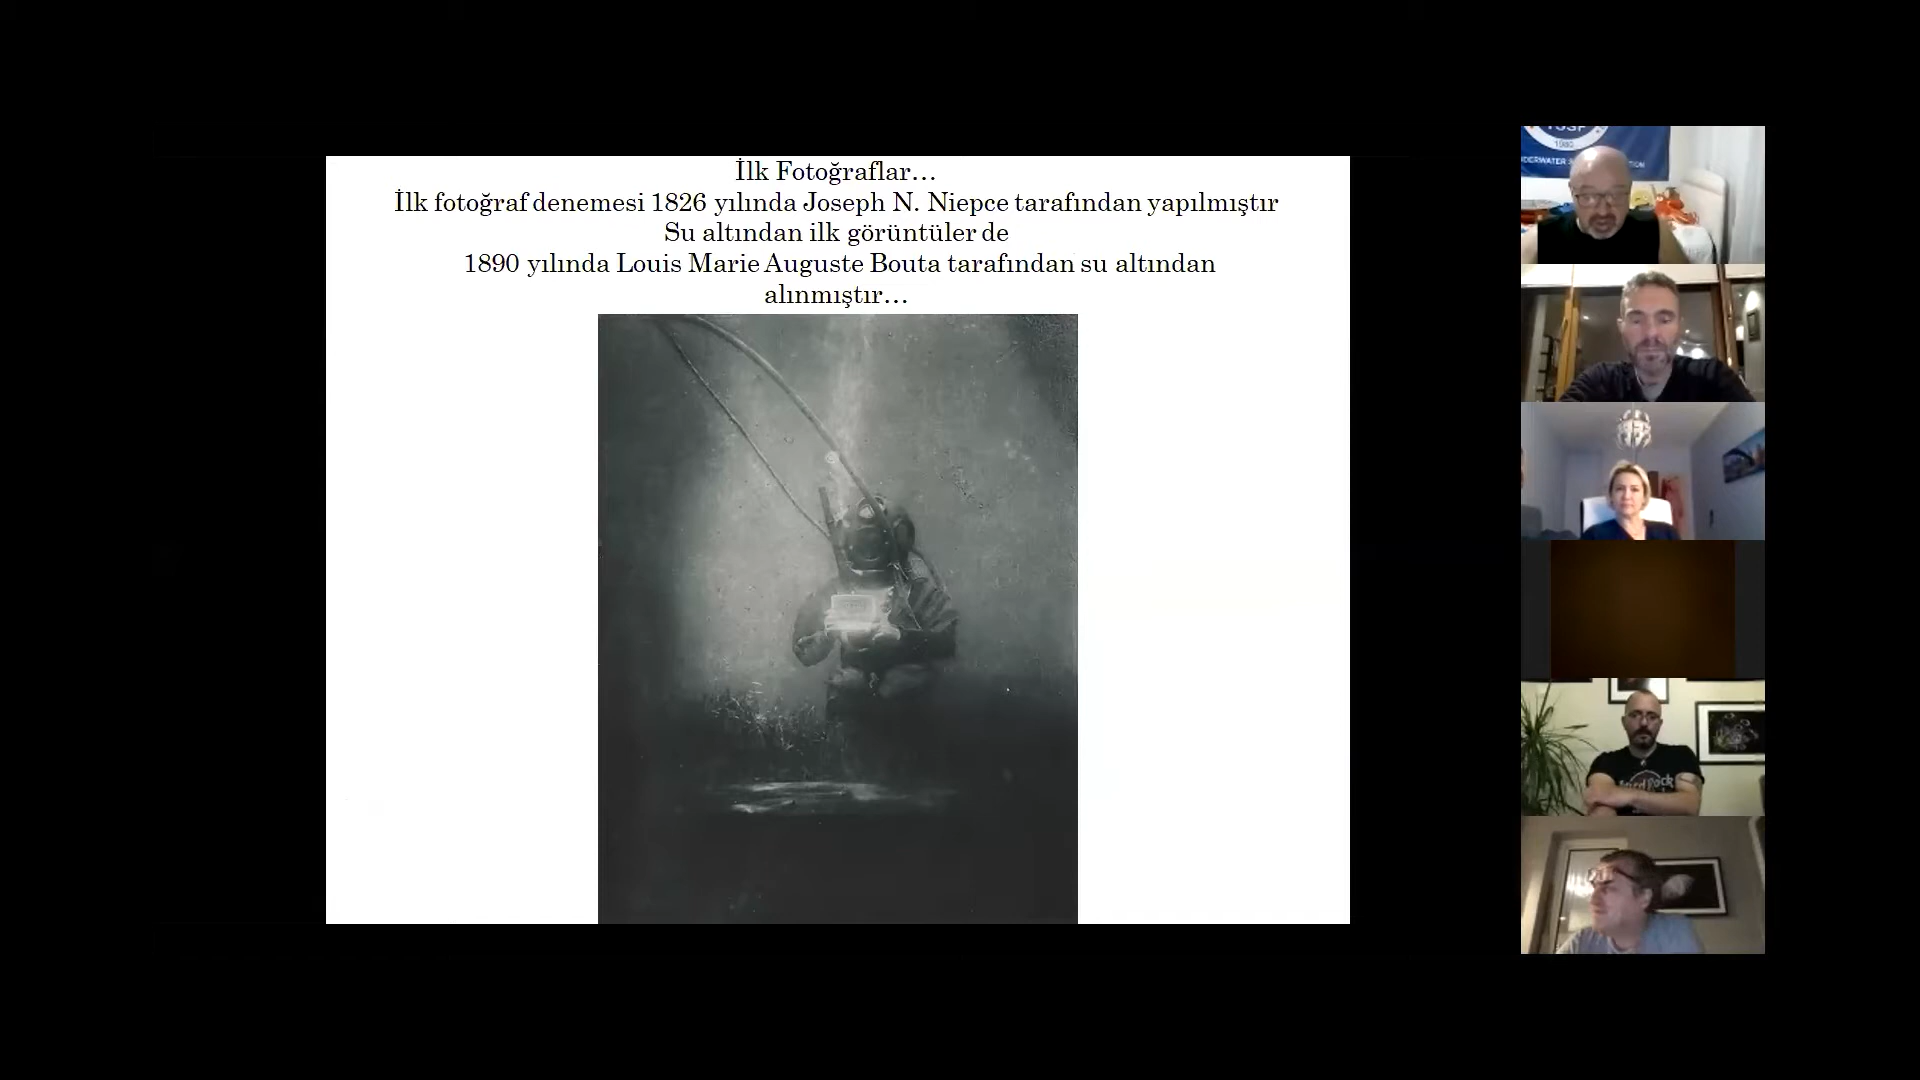 İlk Fotoğraflar...
İlk fotoğraf denemesi 1826 yılında Joseph N. Niepce tarafından yapılmıştır
Su altından ilk görüntüler de
1890 yılında Louis Marie Auguste Bouta tarafından su altından
alınmıştır...
1980